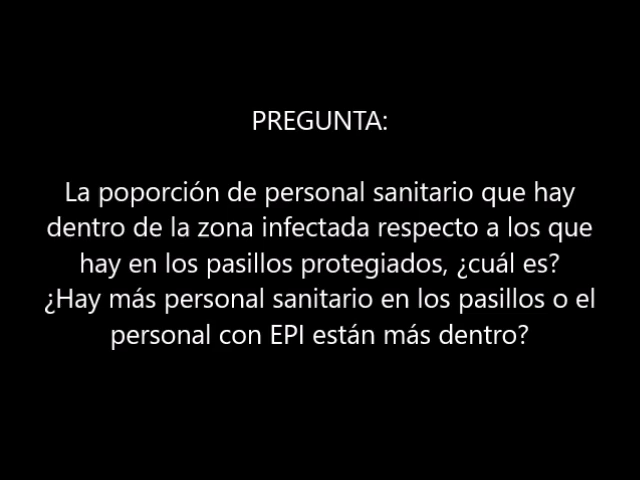 PREGUNTA:
La poporción de personal sanitario que hay
dentro de la zona infectada respecto a los que
hay en los pasillos protegiados, ¿cuál es?
¿Hay más personal sanitario en los pasillos o el
personal con EPI están más dentro?